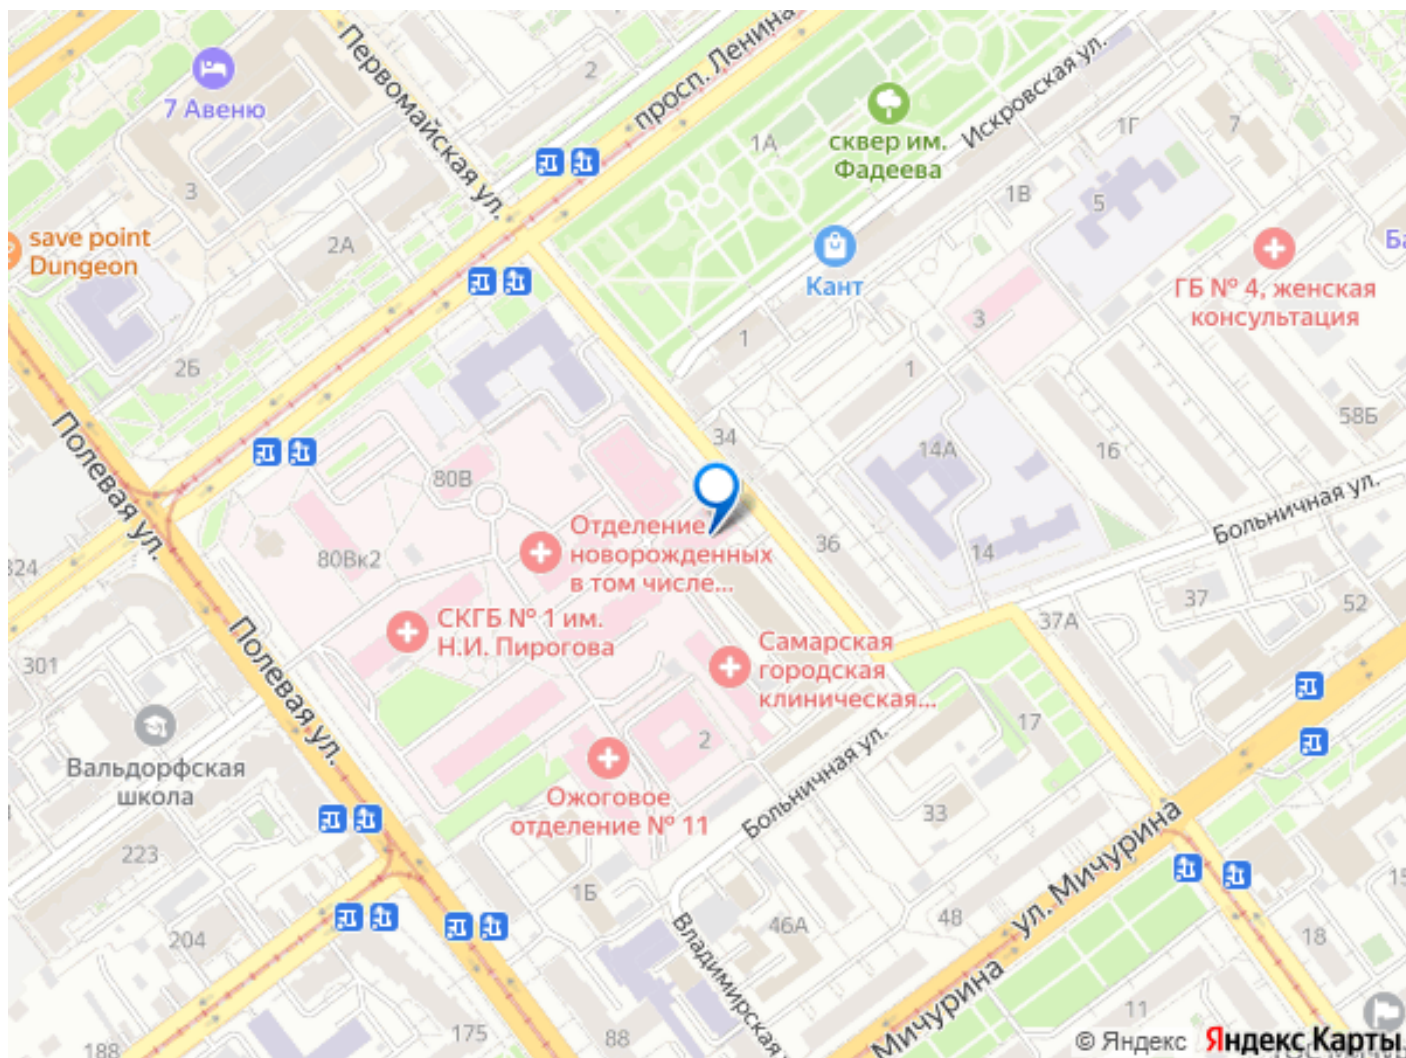 Первомайская ул.
2
просп. Ленина
Искровская ул.
7 Авеню
1А
сквер им.
Фадеева
1Г
7
3
1В
5
save point
Dungeon
2А
Кант
ГБ № 4, женская
консультация
Ба
3
1
2Б
1
58Б
Полевая ул.
34
14А
16
80В
Больничная ул.
324
80Вк2
Отделение
новорожденных
в том числе...
36
14
37
52
СКГБ № 1 им.
Н.И. Пирогова
37А
301
Полевая ул.
Самарская
городская
клиническая...
17
2
Вальдорфская
школа
Больничная ул.
Ожоговое
отделение № 11
33
ул. Мичурина
223
1Б
15
46А
48
204
Владимирская
18
Мичурина
11
175
88
188
© Яндекс Яндекс Карты